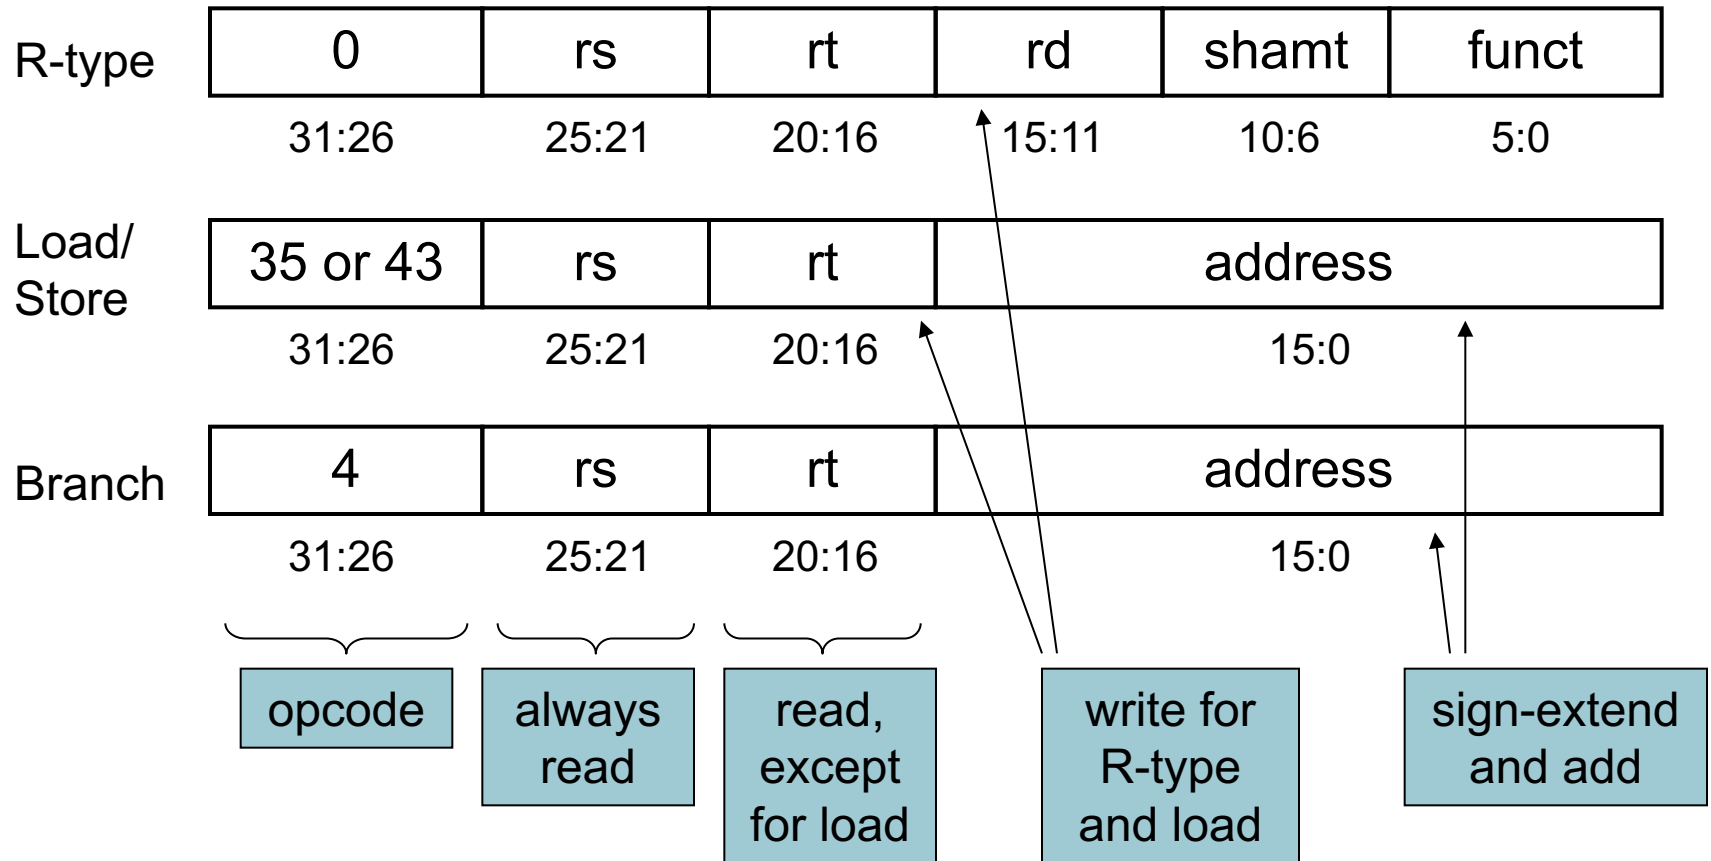 R-type 0 rs rt rd shamt funct
31:26 25:21 20:16 15:11 10:6 5:0
Load/
Store
35 or 43 rs rt address
31:26 25:21 20:16 15:0
Branch 4 rs rt address
31:26 25:21 20:16 15:0
opcode
always
read
read,
except
for load
write for
R-type
and load
sign-extend
and add